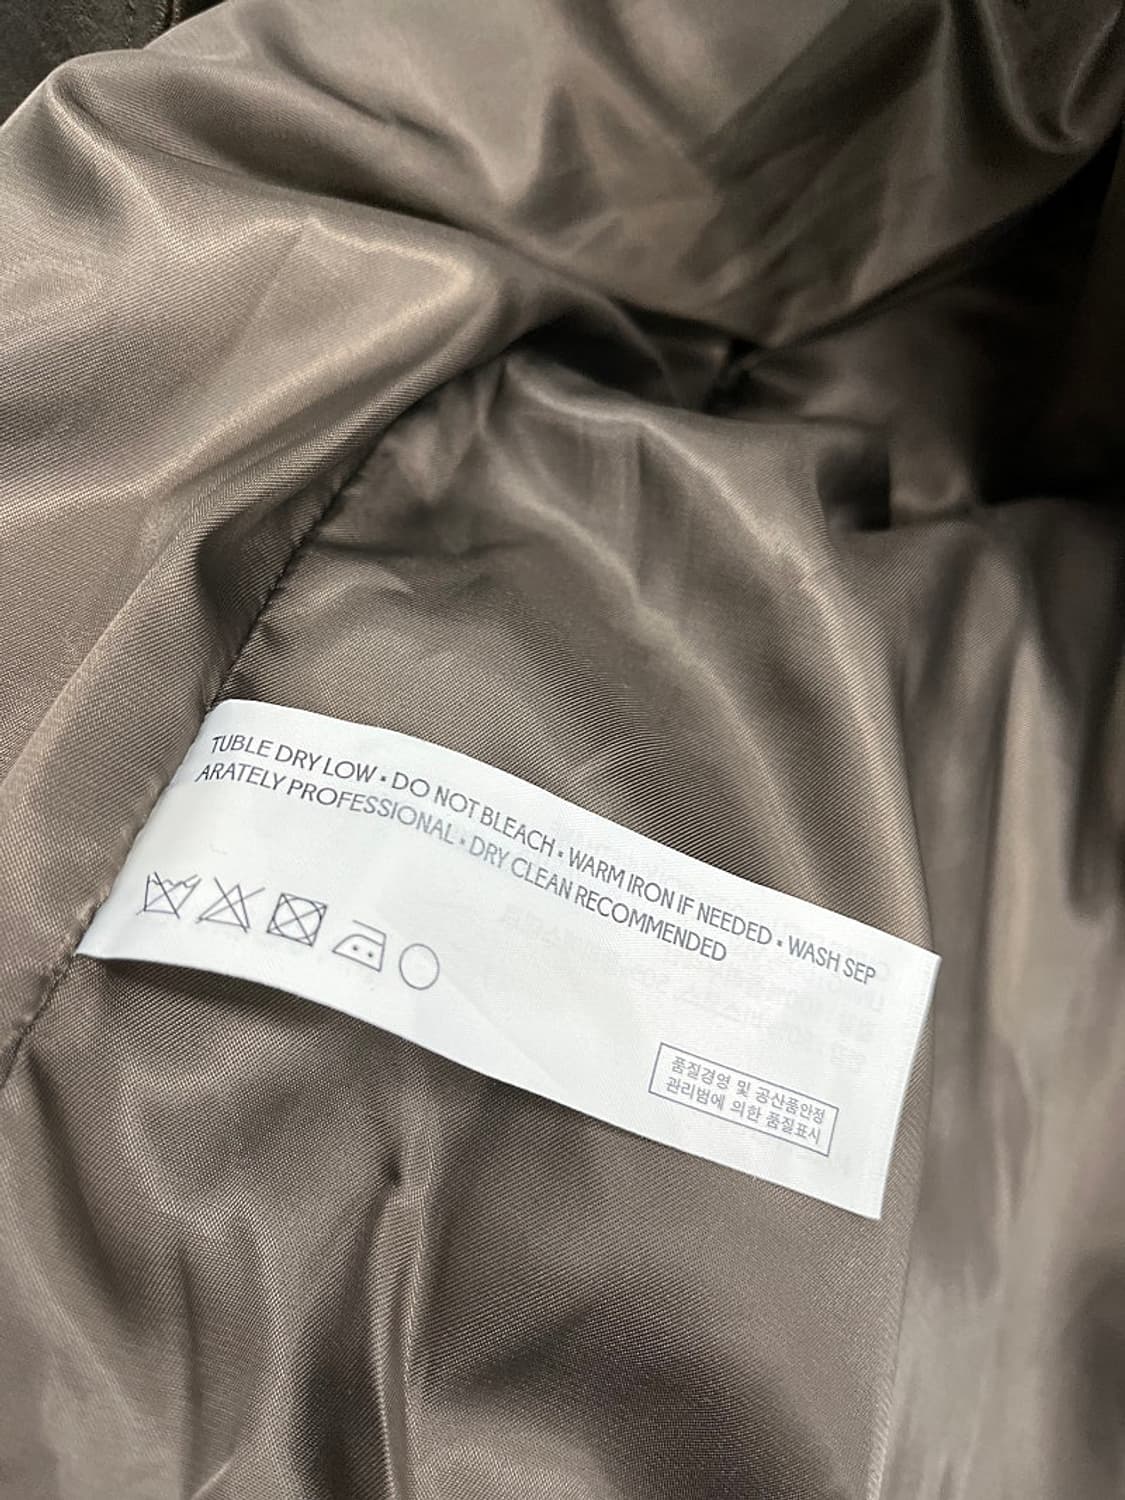 TUBLE DRY LOW • DO NOT BLEACH • WARM IRON IF NEEDED • WASH SEP
ARATELY PROFESSIONAL • DRY CLEAN RECOMMENDED
품질경영 및 공산품안정
관리법에 의한 품질표시